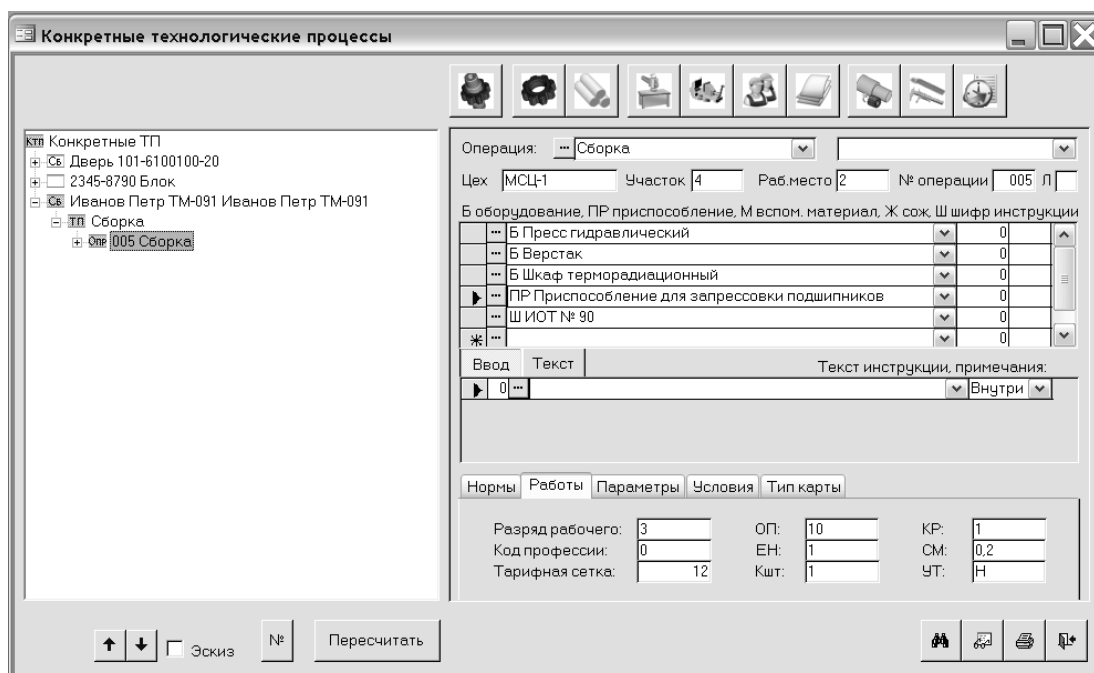 Конкретные технологические процессы
КТП Конкретные ТП
СБ Дверь 101-6100100-20
2345-8790 Блок
СБ Иванов Петр ТМ-091 Иванов Петр ТМ-091
ТП Сборка
Опр 005 Сборка
Операция: ... Сборка
Цех МСЦ-1 Участок 4 Раб.место 2 № операции 005 Л
Б оборудование, ПР приспособление, М вспом. материал, Ж сож, Ш шифр инструкции
... Б Пресс гидравлический 0
... Б Верстак 0
... Б Шкаф терморадиационный 0
... ПР Приспособление для запрессовки подшипников 0
... Ш ИОТ № 90 0
... 0
Ввод Текст Текст инструкции, примечания:
0 ... Внутри
Нормы Работы Параметры Условия Тип карты
Разряд рабочего: 3 ОП: 10 КР: 1
Код профессии: 0 ЕН: 1 СМ: 0,2
Тарифная сетка: 12 Кшт: 1 УТ: Н
Эскиз № Пересчитать